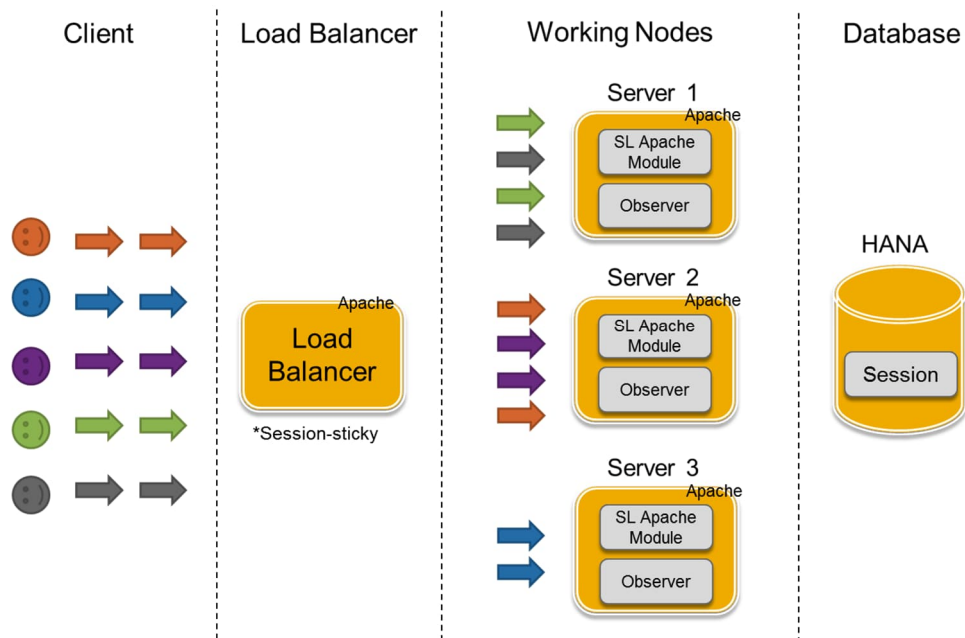 Client
Load Balancer
Working Nodes
Database
Server 1
Apache
SL Apache
Module
Observer
Server 2
Apache
SL Apache
Module
Observer
Server 3
Apache
SL Apache
Module
Observer
Apache
Load
Balancer
*Session-sticky
HANA
Session